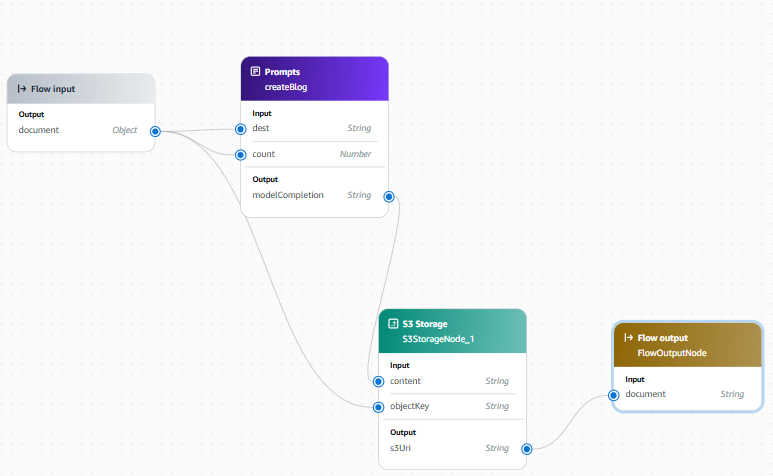 Flow input
Output
document Object
Prompts
createBlog
Input
dest String
count Number
Output
modelCompletion String
S3 Storage
S3StorageNode_1
Input
content String
objectKey String
Output
s3Uri String
Flow output
FlowOutputNode
Input
document String